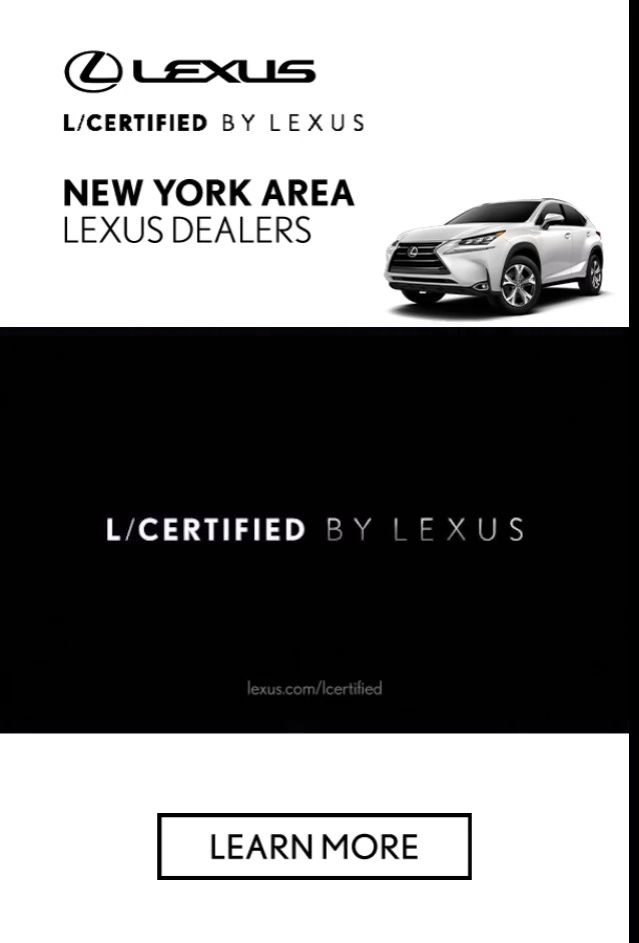 LEXUS
L/CERTIFIED BY LEXUS
NEW YORK AREA
LEXUS DEALERS
L/CERTIFIED BY LEXUS
lexus.com/lcertified
LEARN MORE